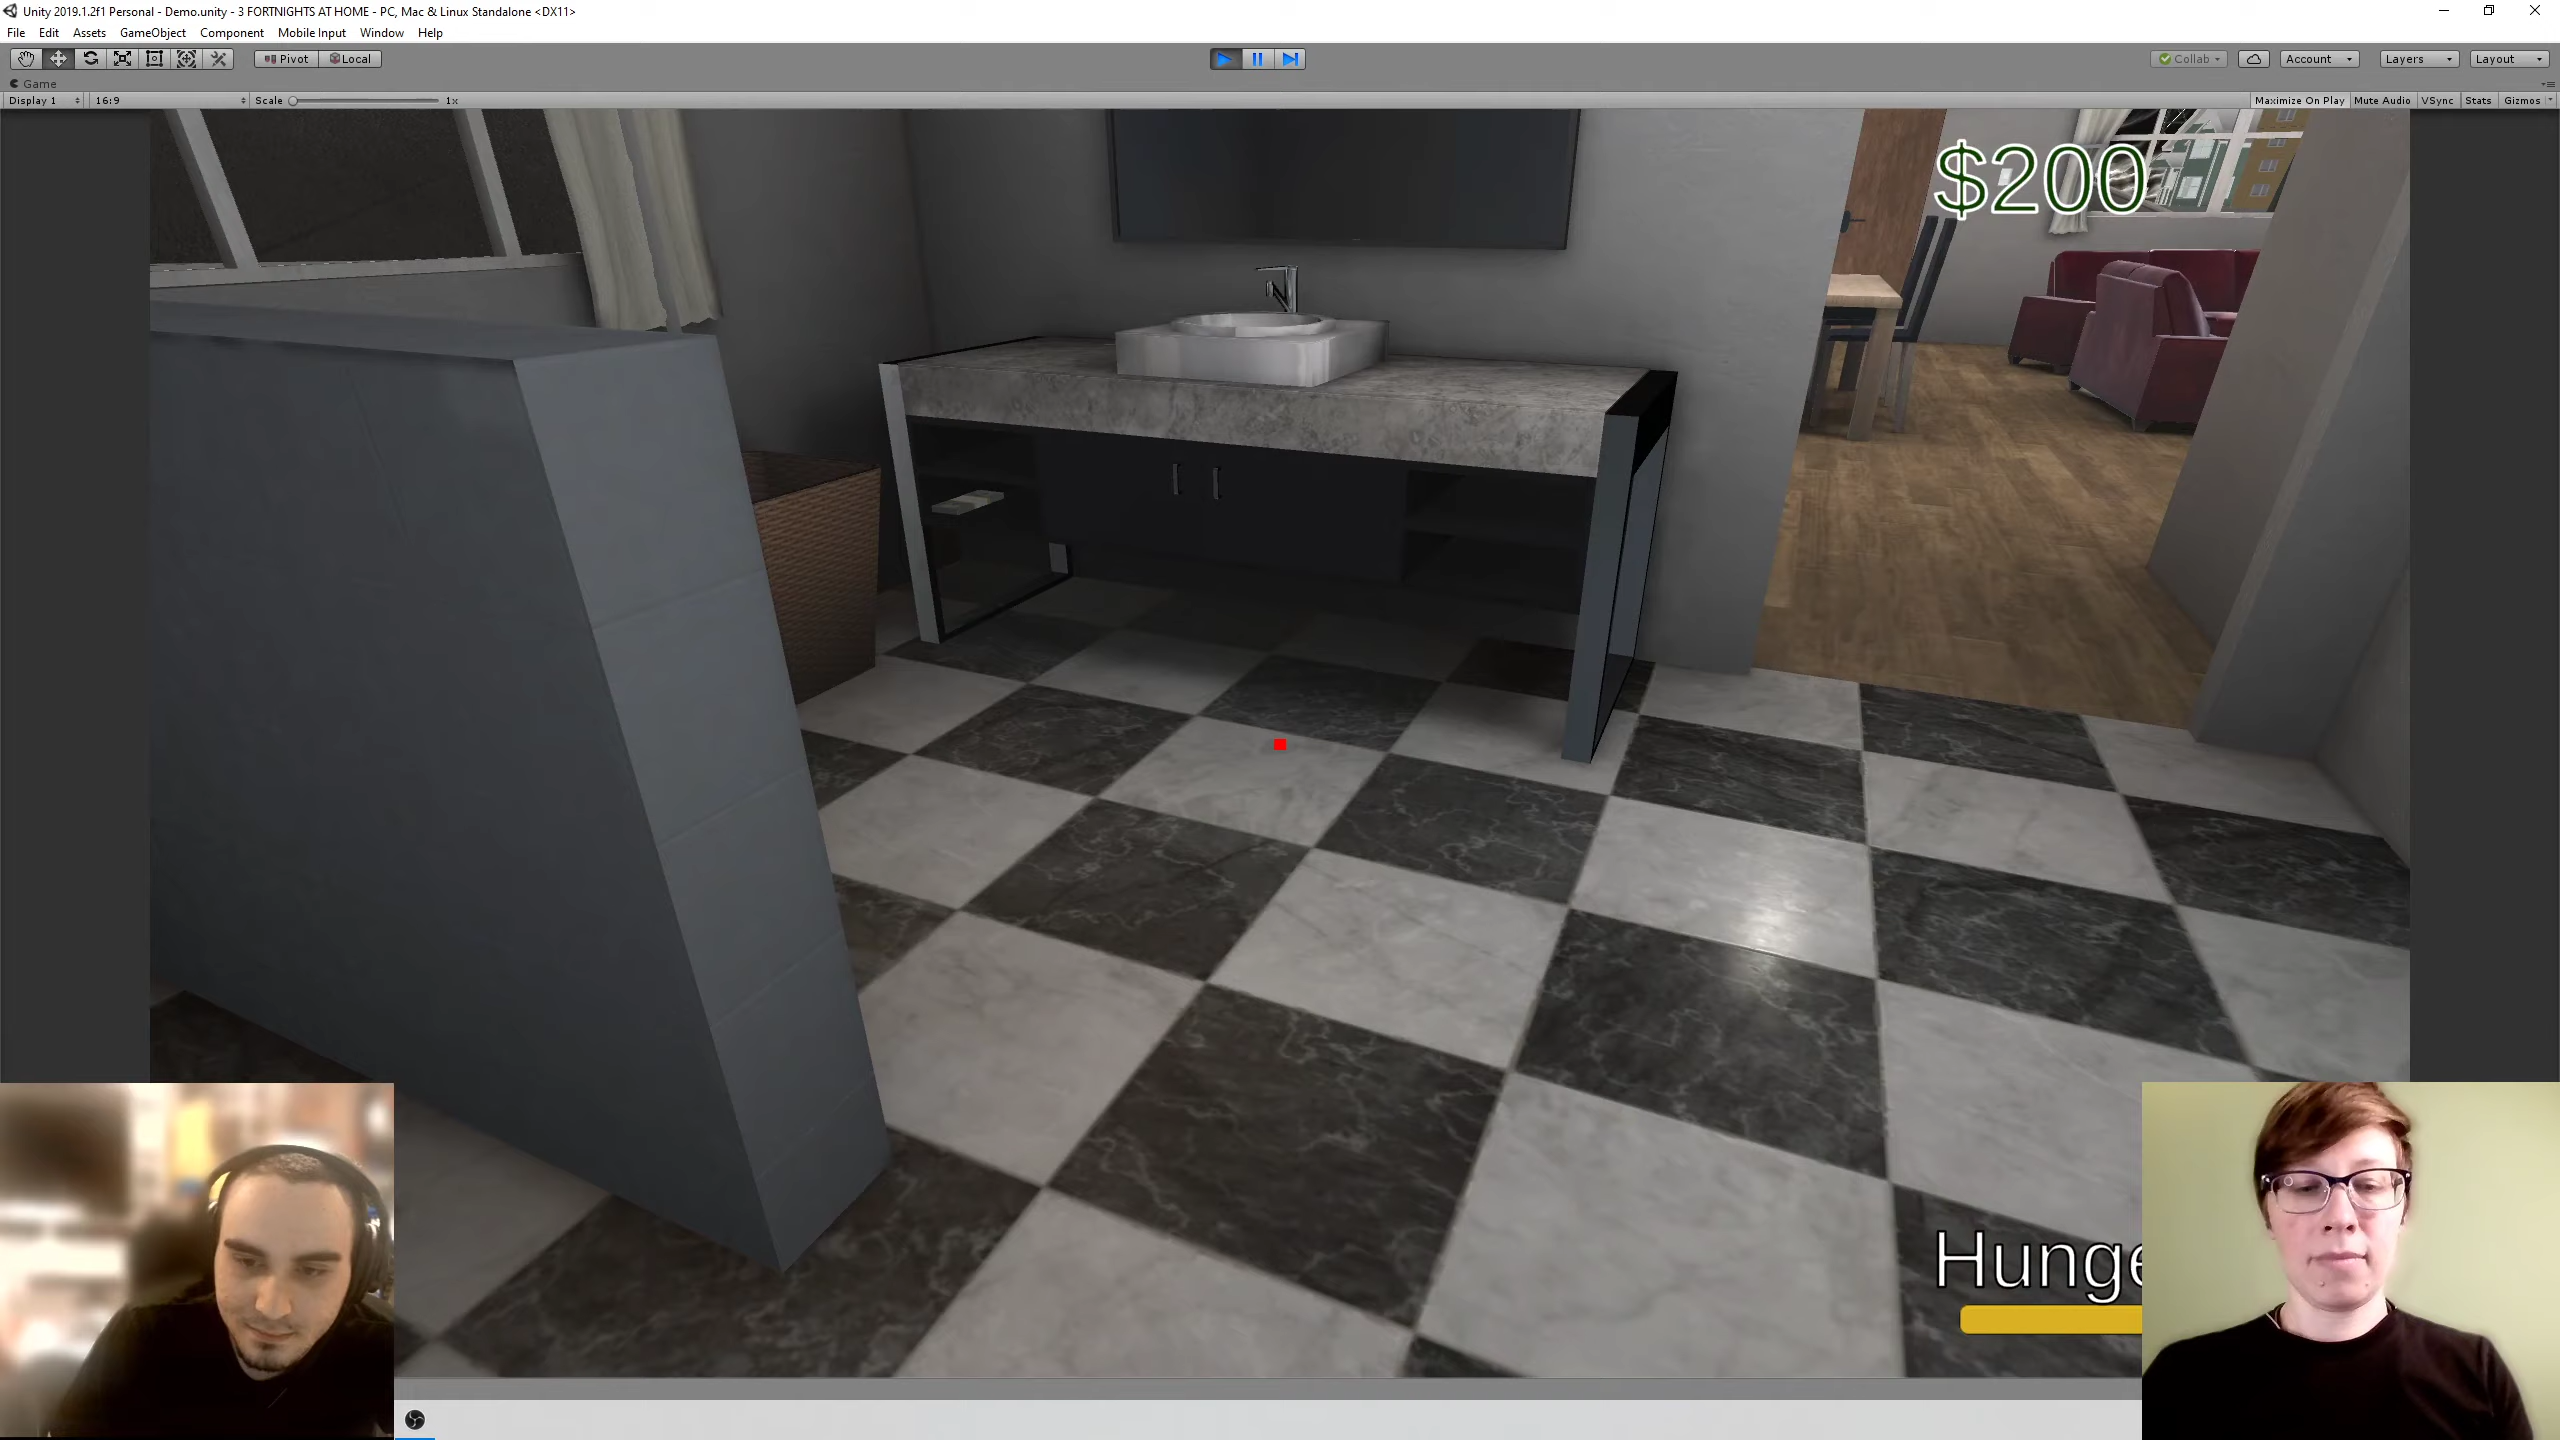 Unity 2019.1.2f1 Personal - Demo.unity - 3 FORTNIGHTS AT HOME - PC, Mac & Linux Standalone <DX11>
File Edit Assets GameObject Component Mobile Input Window Help
Pivot Local Collab Account Layers Layout
Game
Display 1 16:9 Scale 1x Maximize On Play Mute Audio VSync Stats Gizmos
$200
Hunge